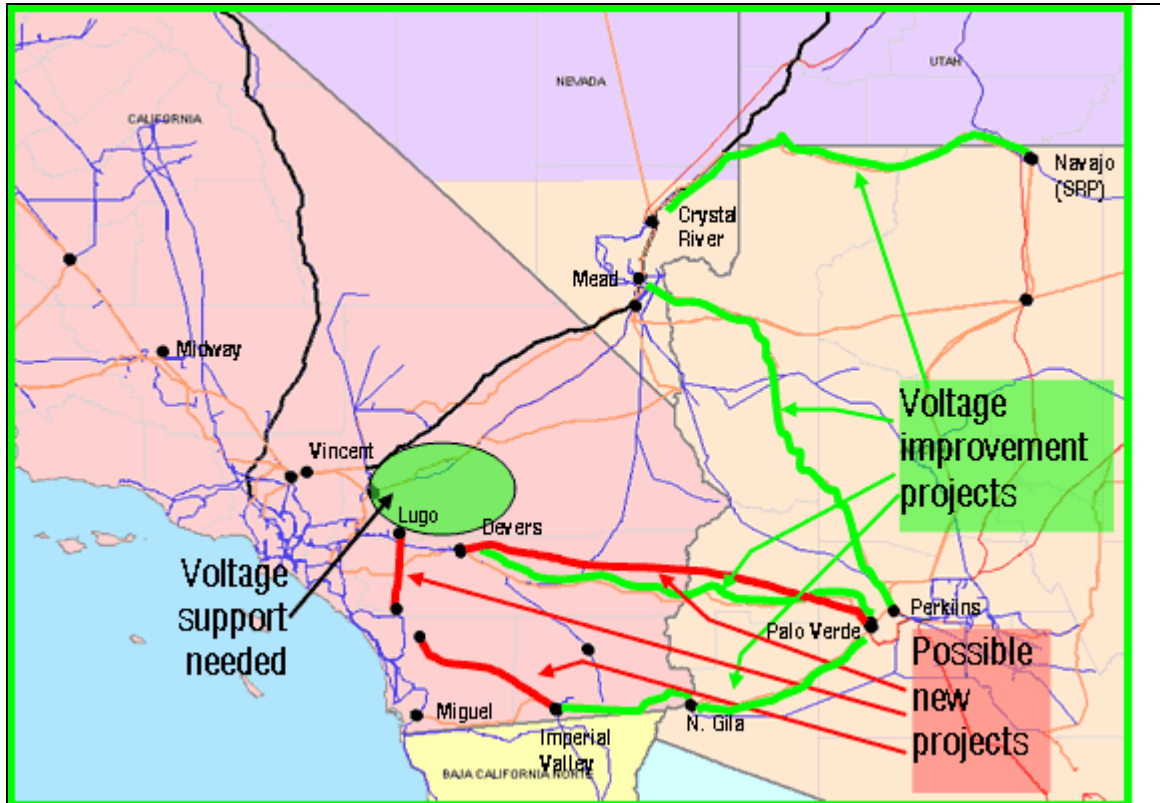 NEVADA
UTAH
CALIFORNIA
Navajo
(SRP)
Crystal
River
Mead
Midway
Voltage
improvement
projects
Vincent
Lugo
Devers
Voltage
support
needed
Perkiins
Palo Verde
Possible
new
projects
Miguel
N. Gila
Imperial
Valley
BAJA CALIFORNIA NORTE